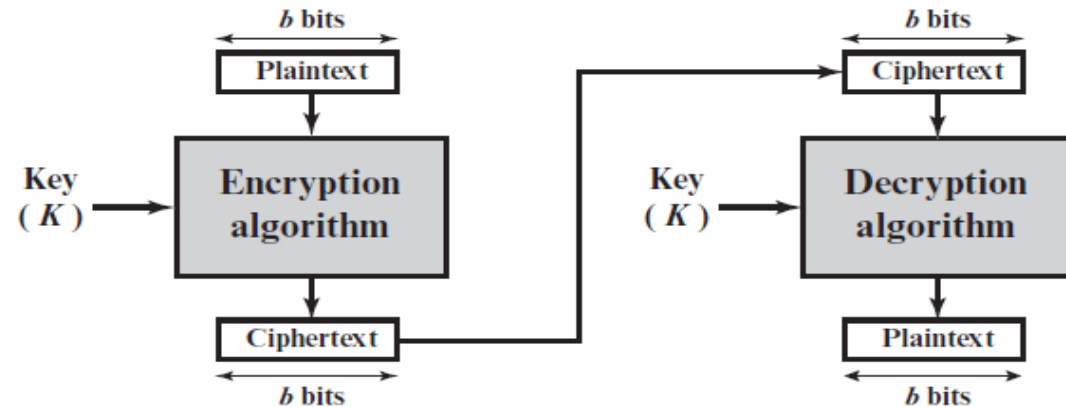 b bits
Plaintext
Key
( K )
Encryption
algorithm
Ciphertext
b bits
b bits
Ciphertext
Key
( K )
Decryption
algorithm
Plaintext
b bits